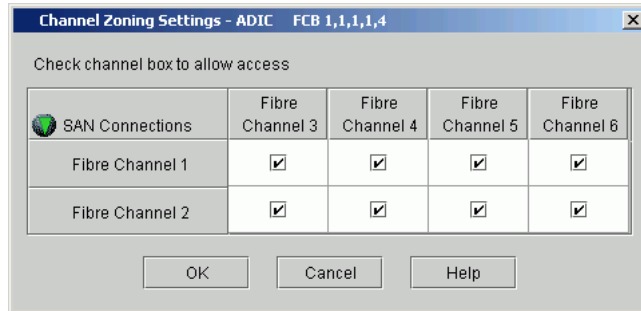 Channel Zoning Settings - ADIC FCB 1,1,1,1,4
Check channel box to allow access
SAN Connections
Fibre Channel 3
Fibre Channel 4
Fibre Channel 5
Fibre Channel 6
Fibre Channel 1
Fibre Channel 2
OK
Cancel
Help